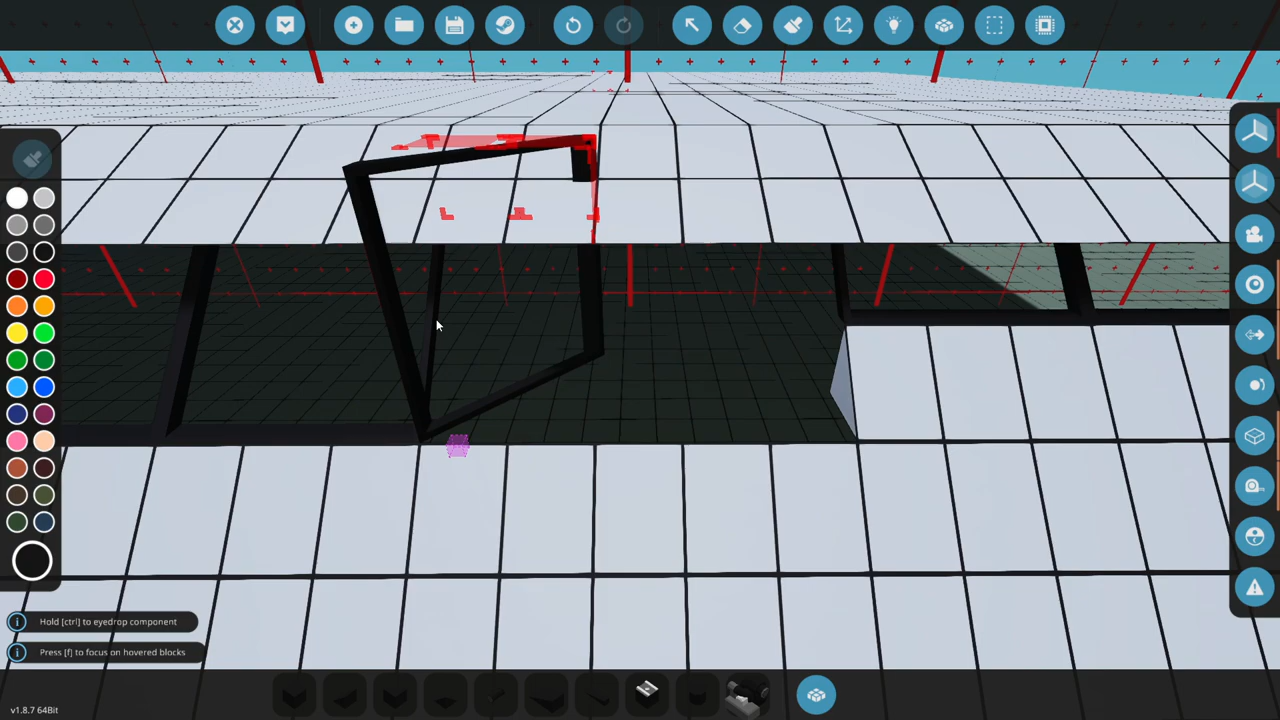 Hold [ctrl] to eyedrop component
Press [f] to focus on hovered blocks
v1.8.7 64Bit